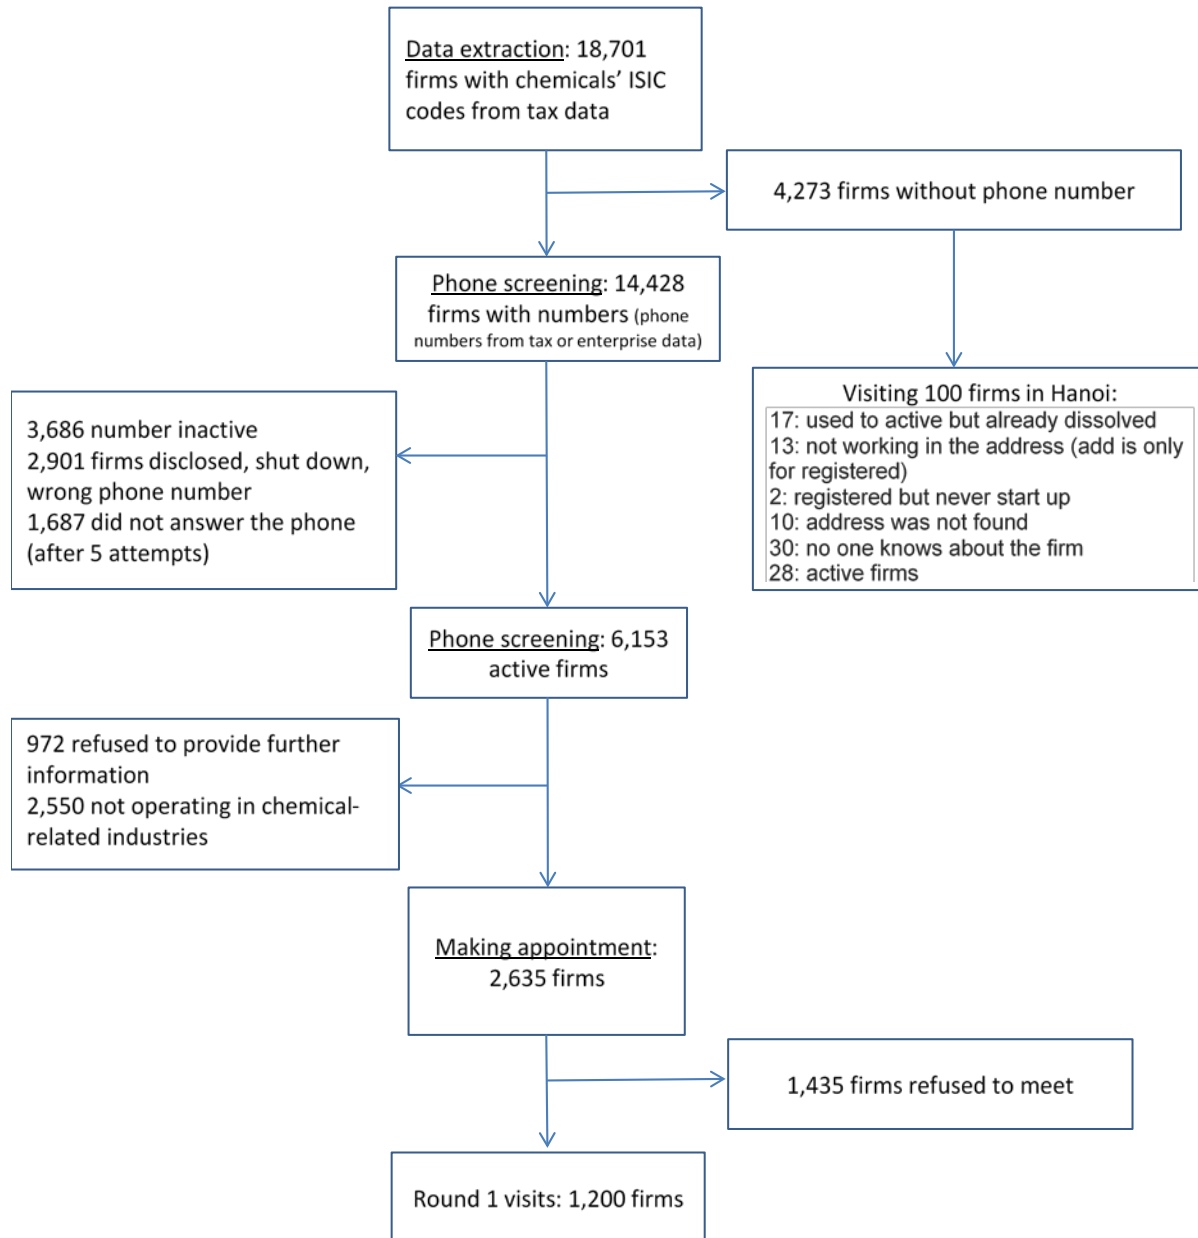 Data extraction: 18,701
firms with chemicals’ ISIC
codes from tax data
4,273 firms without phone number
Phone screening: 14,428
firms with numbers (phone
numbers from tax or enterprise data)
3,686 number inactive
2,901 firms disclosed, shut down,
wrong phone number
1,687 did not answer the phone
(after 5 attempts)
Visiting 100 firms in Hanoi:
17: used to active but already dissolved
13: not working in the address (add is only
for registered)
2: registered but never start up
10: address was not found
30: no one knows about the firm
28: active firms
Phone screening: 6,153
active firms
972 refused to provide further
information
2,550 not operating in chemical-
related industries
Making appointment:
2,635 firms
1,435 firms refused to meet
Round 1 visits: 1,200 firms